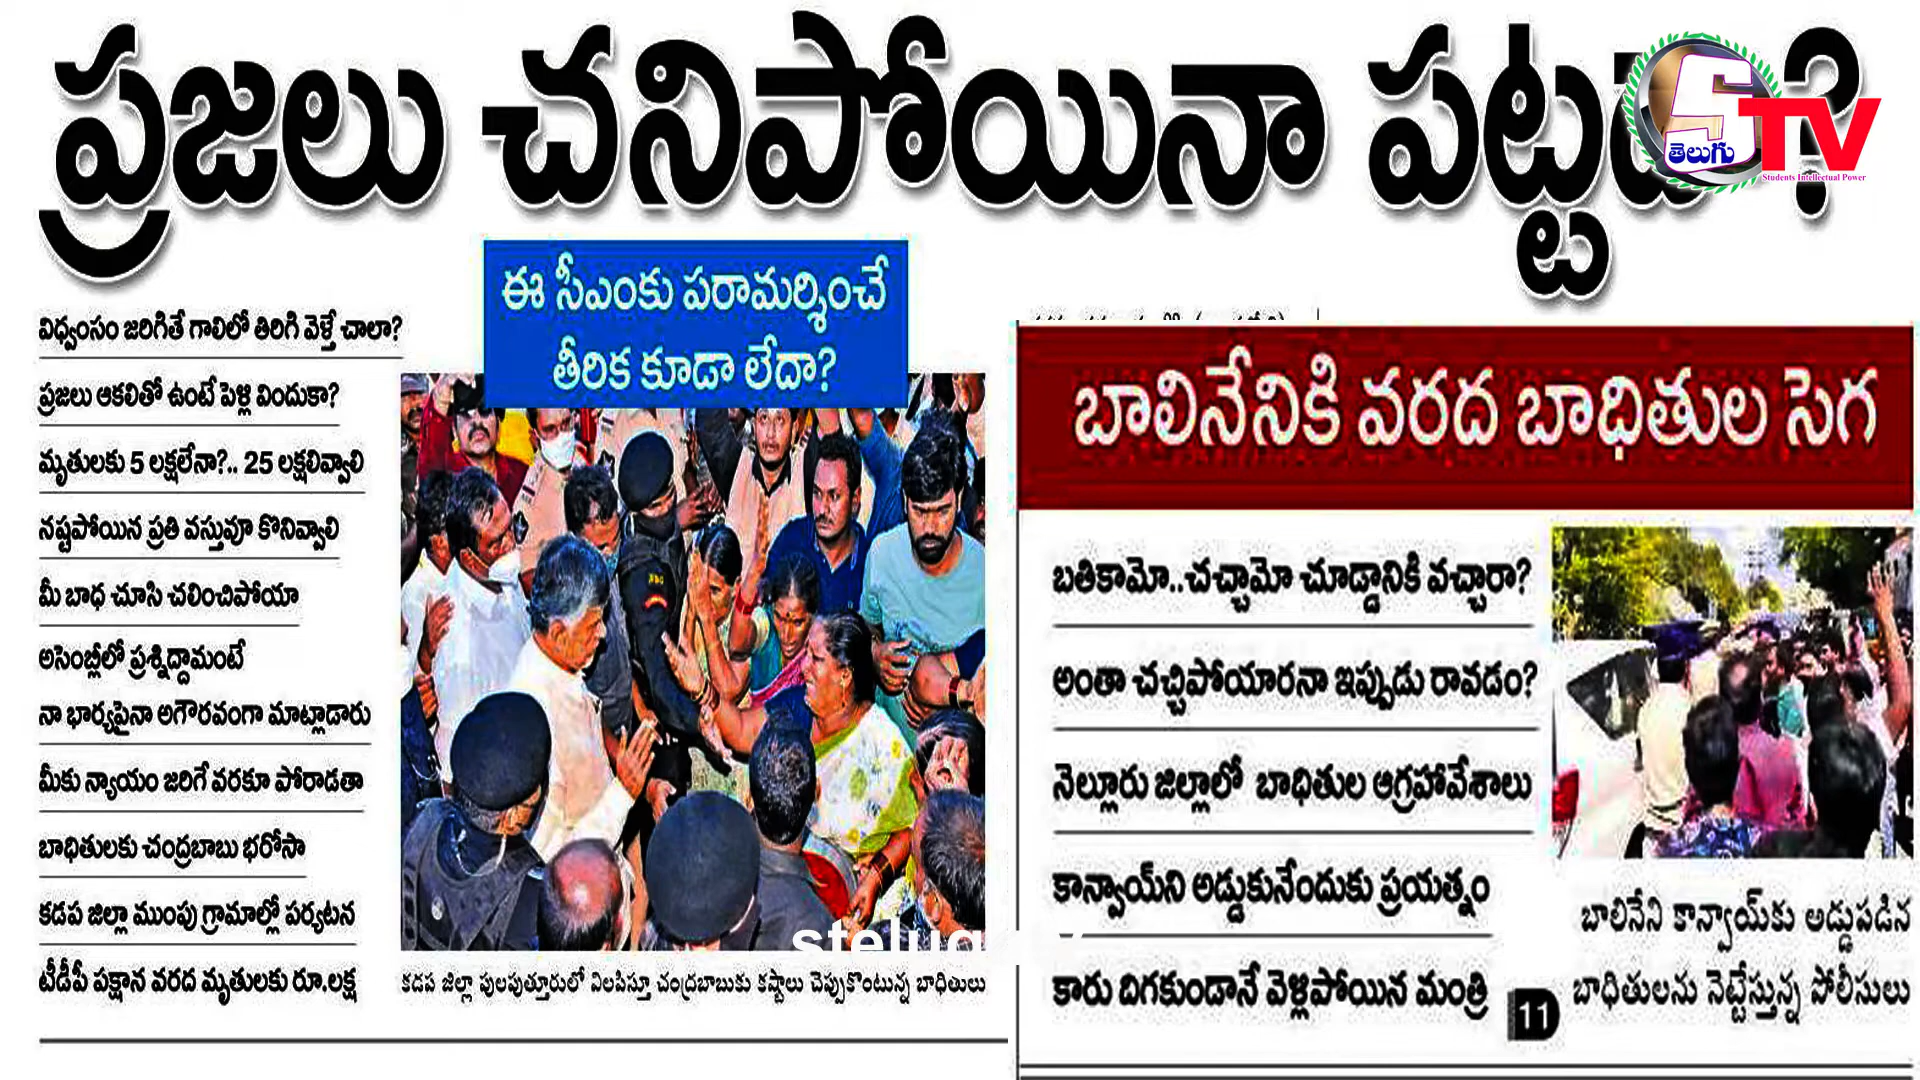 ప్రజలు చనిపోయినా పట్టదా?
S
తెలుగు
TV
Students Intellectual Power
ఈ సీఎంకు పరామర్శించే
తీరిక కూడా లేదా?
విధ్వంసం జరిగితే గాలిలో తిరిగి వెళ్తే చాలా?
ప్రజలు ఆకలితో ఉంటే పెళ్లి విందుకా?
మృతులకు 5 లక్షలేనా?.. 25 లక్షలివ్వాలి
నష్టపోయిన ప్రతి వస్తువూ కొనివ్వాలి
మీ బాధ చూసి చలించిపోయా
అసెంబ్లీలో ప్రశ్నిద్దామంటే
నా భార్యపైనా అగౌరవంగా మాట్లాడారు
మీకు న్యాయం జరిగే వరకూ పోరాడతా
బాధితులకు చంద్రబాబు భరోసా
కడప జిల్లా ముంపు గ్రామాల్లో పర్యటన
టీడీపీ పక్షాన వరద మృతులకు రూ.లక్ష
కడప జిల్లా పులపుత్తూరులో విలపిస్తూ చంద్రబాబుకు కష్టాలు చెప్పుకొంటున్న బాధితులు
బాలినేనికి వరద బాధితుల సెగ
బతికామో..చచ్చామో చూడ్డానికి వచ్చారా?
అంతా చచ్చిపోయారనా ఇప్పుడు రావడం?
నెల్లూరు జిల్లాలో బాధితుల ఆగ్రహావేశాలు
కాన్వాయ్‌ని అడ్డుకునేందుకు ప్రయత్నం
కారు దిగకుండానే వెళ్లిపోయిన మంత్రి
11
బాలినేని కాన్వాయ్‌కు అడ్డుపడిన
బాధితులను నెట్టేస్తున్న పోలీసులు